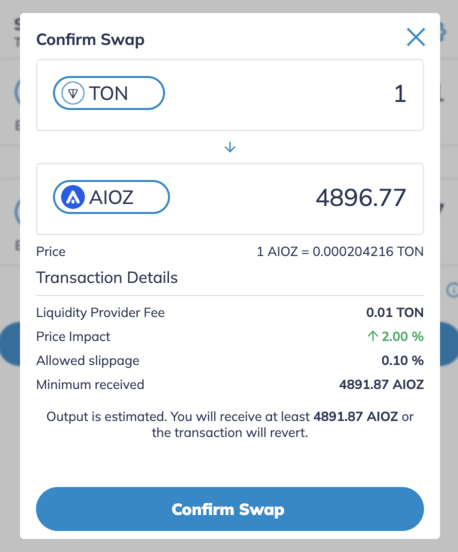 Confirm Swap
TON 1
AIOZ 4896.77
Price 1 AIOZ = 0.000204216 TON
Transaction Details
Liquidity Provider Fee 0.01 TON
Price Impact ↑ 2.00 %
Allowed slippage 0.10 %
Minimum received 4891.87 AIOZ
Output is estimated. You will receive at least 4891.87 AIOZ or
the transaction will revert.
Confirm Swap